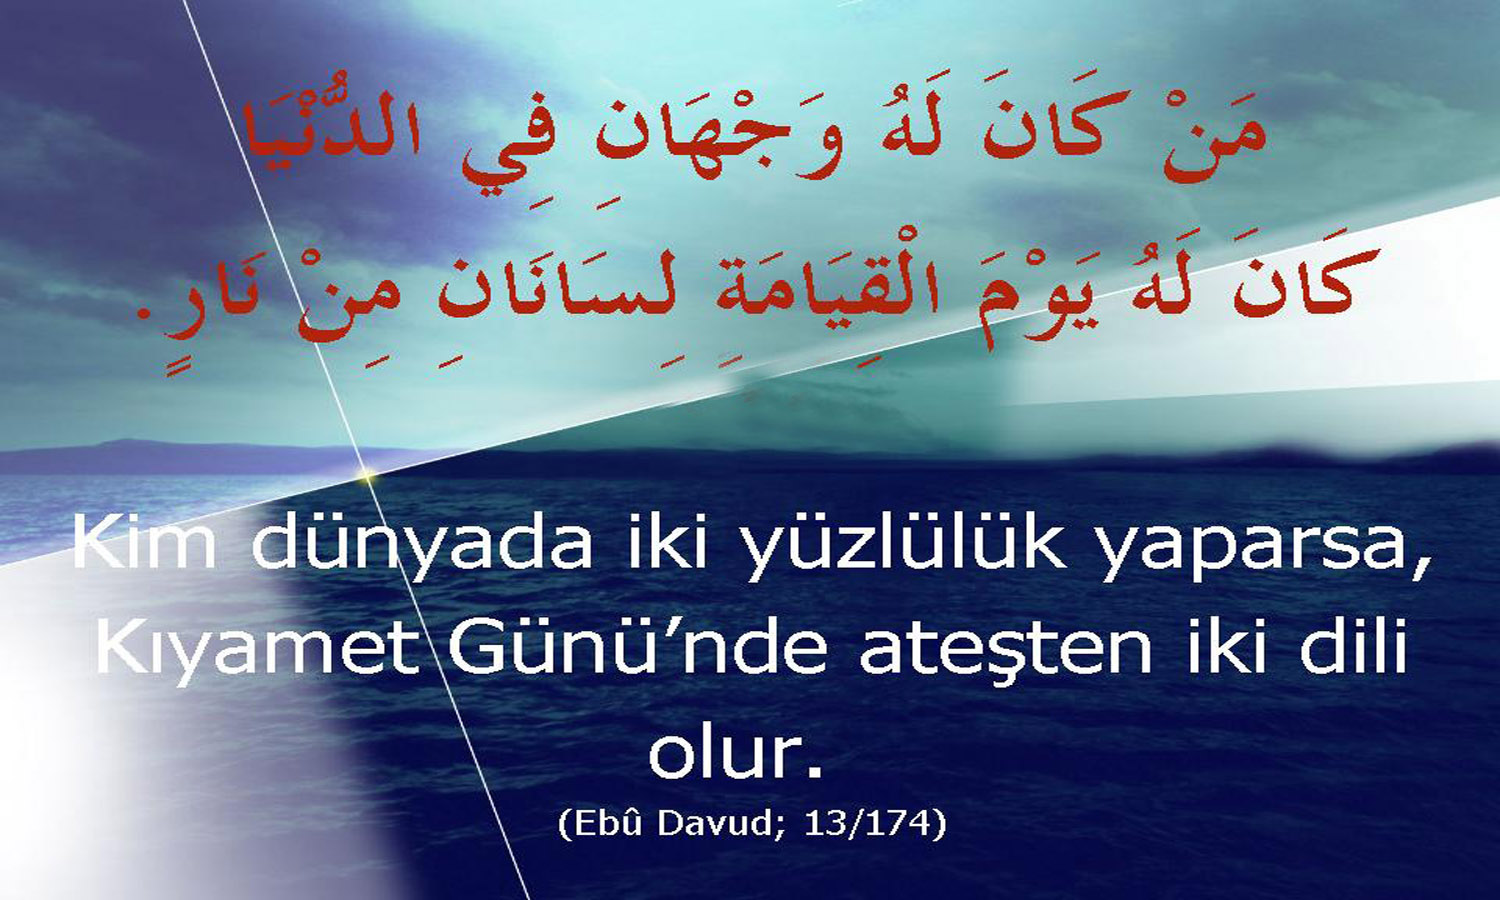 مَنْ كَانَ لَهُ وَجْهَانِ فِي الدُّنْيَا
كَانَ لَهُ يَوْمَ الْقِيَامَةِ لِسَانَانِ مِنْ نَارٍ.
Kim dünyada iki yüzlülük yaparsa,
Kıyamet Günü’nde ateşten iki dili
olur.
(Ebû Davud; 13/174)